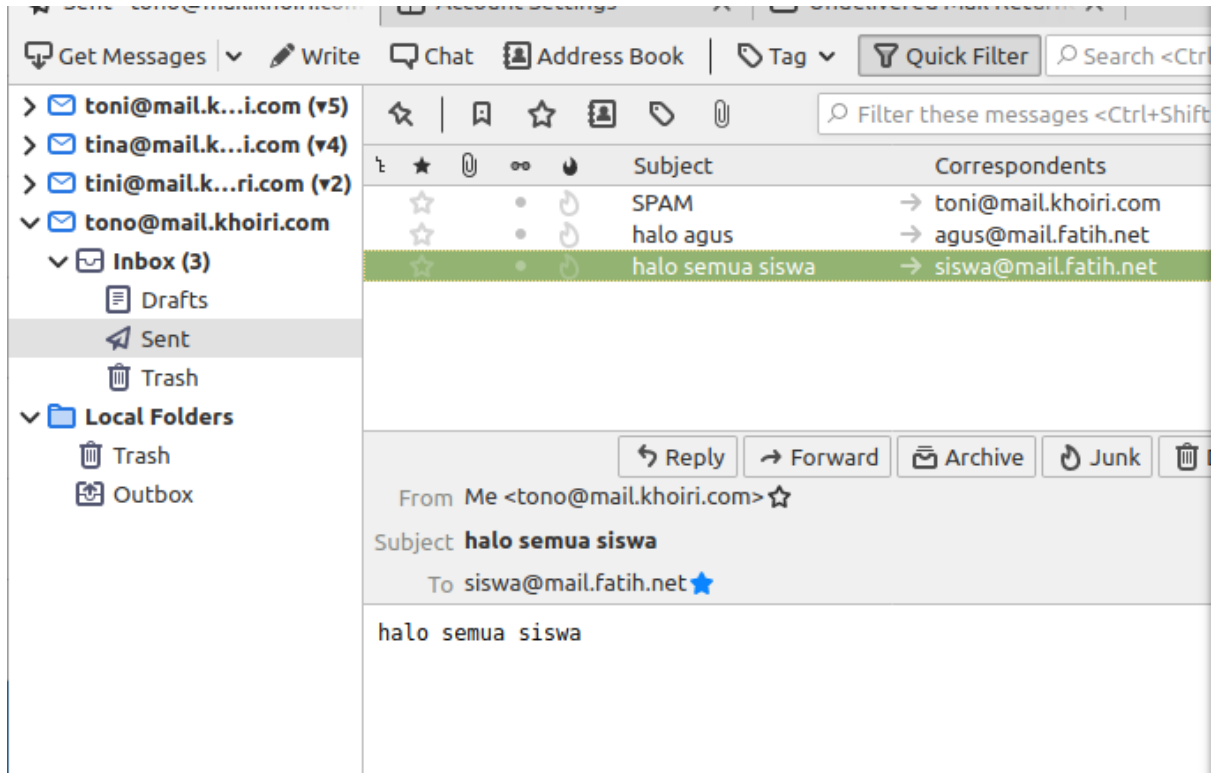 Get Messages Write Chat Address Book Tag Quick Filter Search <Ctrl
toni@mail.k...i.com (▾5)
tina@mail.k...i.com (▾4)
tini@mail.k...ri.com (▾2)
tono@mail.khoiri.com
Inbox (3)
Drafts
Sent
Trash
Local Folders
Trash
Outbox
Filter these messages <Ctrl+Shift
Subject Correspondents
SPAM → toni@mail.khoiri.com
halo agus → agus@mail.fatih.net
halo semua siswa → siswa@mail.fatih.net
Reply Forward Archive Junk
From Me <tono@mail.khoiri.com>
Subject halo semua siswa
To siswa@mail.fatih.net
halo semua siswa